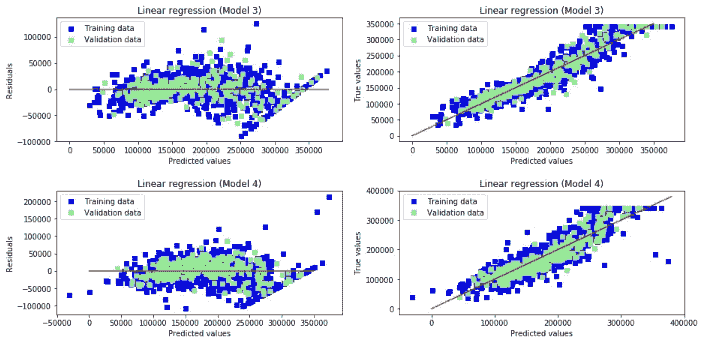 Linear regression (Model 3)
Training data
Validation data
100000
50000
0
−50000
−100000
Residuals
0 50000 100000 150000 200000 250000 300000 350000
Predicted values
Linear regression (Model 3)
Training data
Validation data
350000
300000
250000
200000
150000
100000
50000
0
True values
0 50000 100000 150000 200000 250000 300000 350000
Predicted values
Linear regression (Model 4)
Training data
Validation data
200000
150000
100000
50000
0
−50000
−100000
Residuals
−50000 0 50000 100000 150000 200000 250000 300000 350000
Predicted values
Linear regression (Model 4)
Training data
Validation data
400000
300000
200000
100000
0
True values
0 100000 200000 300000 400000
Predicted values